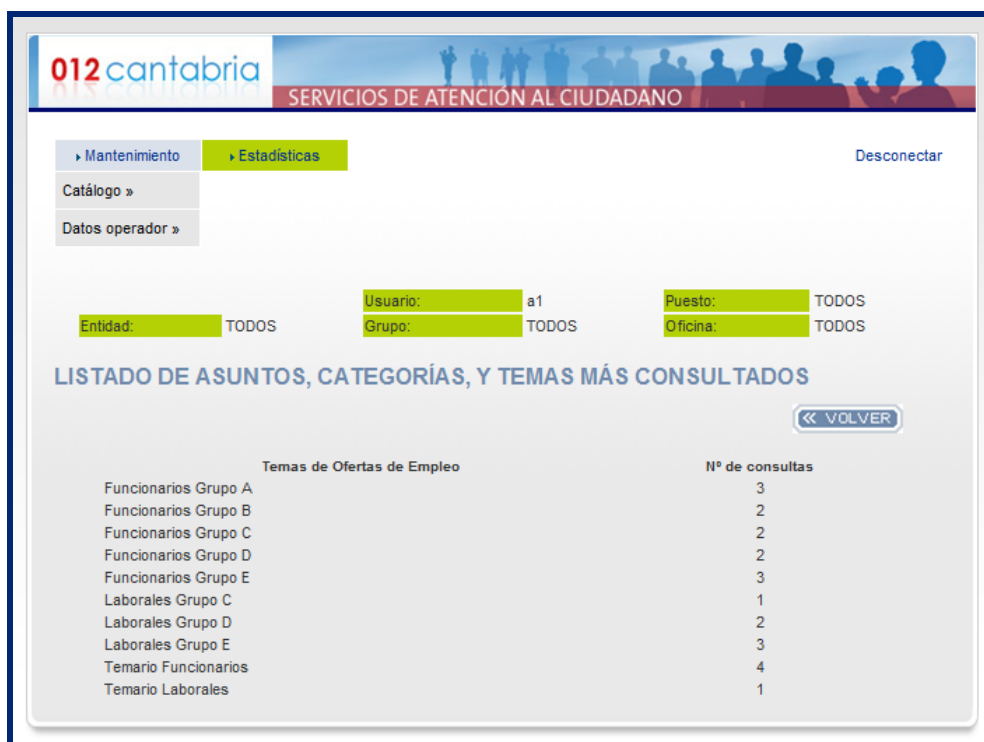 012 cantabria
SERVICIOS DE ATENCIÓN AL CIUDADANO
Mantenimiento Estadísticas Desconectar
Catálogo »
Datos operador »
Usuario: a1 Puesto: TODOS
Entidad: TODOS Grupo: TODOS Oficina: TODOS
LISTADO DE ASUNTOS, CATEGORÍAS, Y TEMAS MÁS CONSULTADOS
« VOLVER
Temas de Ofertas de Empleo Nº de consultas
Funcionarios Grupo A 3
Funcionarios Grupo B 2
Funcionarios Grupo C 2
Funcionarios Grupo D 2
Funcionarios Grupo E 3
Laborales Grupo C 1
Laborales Grupo D 2
Laborales Grupo E 3
Temario Funcionarios 4
Temario Laborales 1